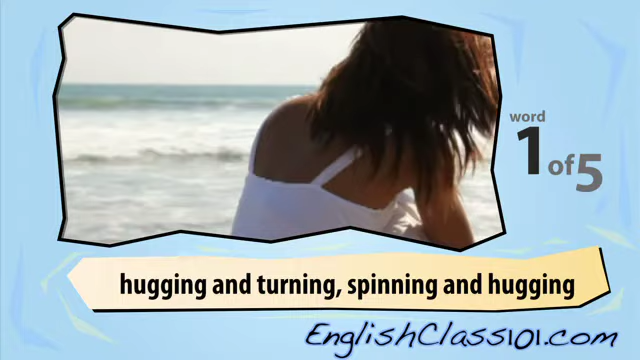 word
1 of 5
hugging and turning, spinning and hugging
EnglishClass101.com